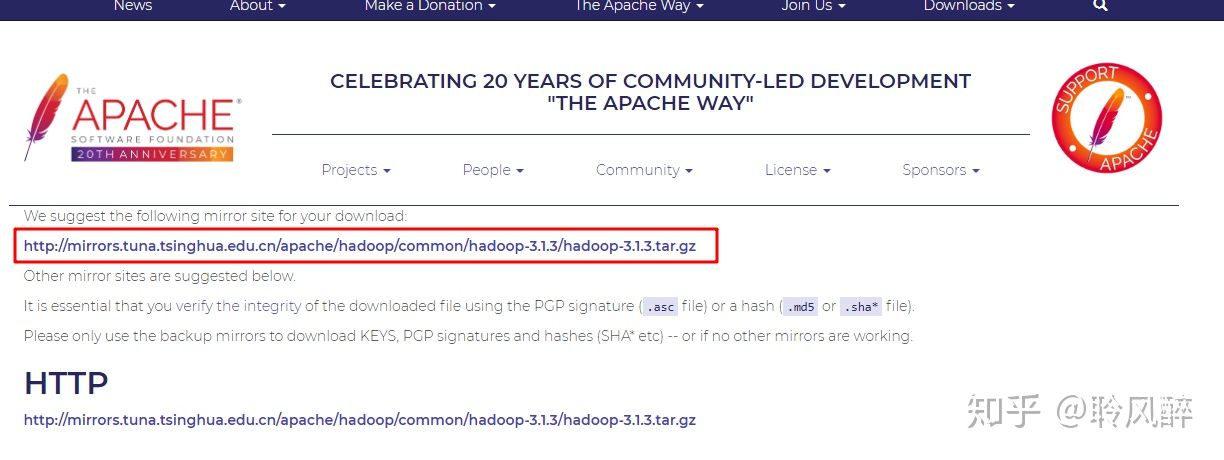 News About Make a Donation The Apache Way Join Us Downloads
CELEBRATING 20 YEARS OF COMMUNITY-LED DEVELOPMENT
"THE APACHE WAY"
THE
APACHE®
SOFTWARE FOUNDATION
20TH ANNIVERSARY
SUPPORT
APACHE
Projects People Community License Sponsors
We suggest the following mirror site for your download:
http://mirrors.tuna.tsinghua.edu.cn/apache/hadoop/common/hadoop-3.1.3/hadoop-3.1.3.tar.gz
Other mirror sites are suggested below.
It is essential that you verify the integrity of the downloaded file using the PGP signature (.asc file) or a hash (.md5 or .sha* file).
Please only use the backup mirrors to download KEYS, PGP signatures and hashes (SHA* etc) -- or if no other mirrors are working.
HTTP
http://mirrors.tuna.tsinghua.edu.cn/apache/hadoop/common/hadoop-3.1.3/hadoop-3.1.3.tar.gz
知乎 @聆风醉